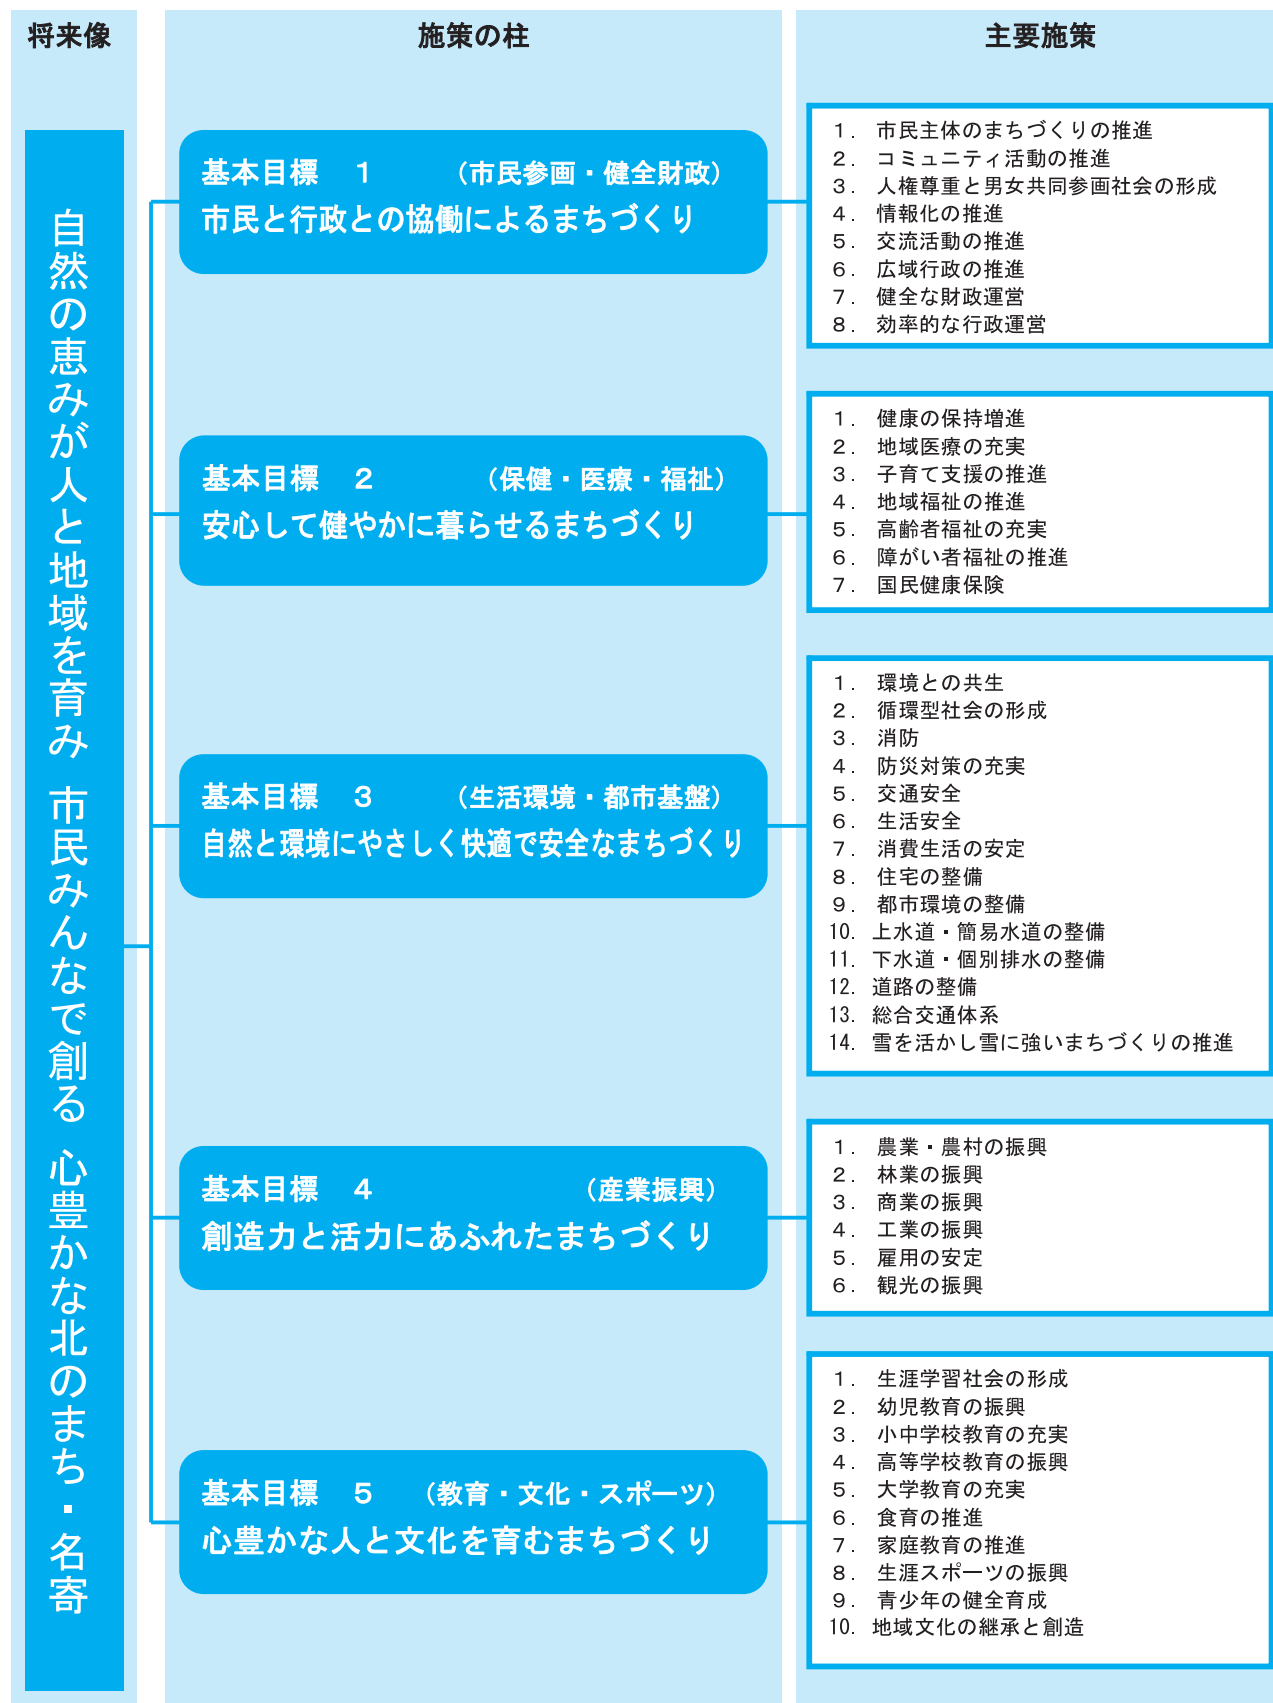 将来像
施策の柱
主要施策
自然の恵みが人と地域を育み 市民みんなで創る 心豊かな北のまち・名寄
基本目標 1 （市民参画・健全財政）
市民と行政との協働によるまちづくり
1. 市民主体のまちづくりの推進
2. コミュニティ活動の推進
3. 人権尊重と男女共同参画社会の形成
4. 情報化の推進
5. 交流活動の推進
6. 広域行政の推進
7. 健全な財政運営
8. 効率的な行政運営
基本目標 2 （保健・医療・福祉）
安心して健やかに暮らせるまちづくり
1. 健康の保持増進
2. 地域医療の充実
3. 子育て支援の推進
4. 地域福祉の推進
5. 高齢者福祉の充実
6. 障がい者福祉の推進
7. 国民健康保険
基本目標 3 （生活環境・都市基盤）
自然と環境にやさしく快適で安全なまちづくり
1. 環境との共生
2. 循環型社会の形成
3. 消防
4. 防災対策の充実
5. 交通安全
6. 生活安全
7. 消費生活の安定
8. 住宅の整備
9. 都市環境の整備
10. 上水道・簡易水道の整備
11. 下水道・個別排水の整備
12. 道路の整備
13. 総合交通体系
14. 雪を活かし雪に強いまちづくりの推進
基本目標 4 （産業振興）
創造力と活力にあふれたまちづくり
1. 農業・農村の振興
2. 林業の振興
3. 商業の振興
4. 工業の振興
5. 雇用の安定
6. 観光の振興
基本目標 5 （教育・文化・スポーツ）
心豊かな人と文化を育むまちづくり
1. 生涯学習社会の形成
2. 幼児教育の振興
3. 小中学校教育の充実
4. 高等学校教育の振興
5. 大学教育の充実
6. 食育の推進
7. 家庭教育の推進
8. 生涯スポーツの振興
9. 青少年の健全育成
10. 地域文化の継承と創造